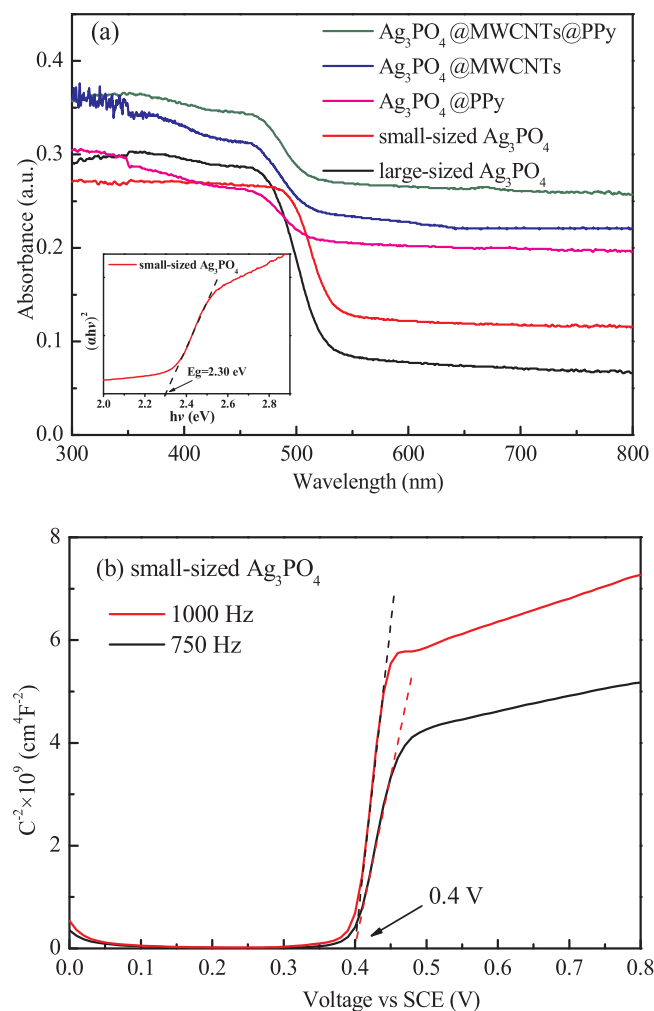 (a)
Ag₃PO₄@MWCNTs@PPy
Ag₃PO₄@MWCNTs
Ag₃PO₄@PPy
small-sized Ag₃PO₄
large-sized Ag₃PO₄
Absorbance (a.u.)
0.4
0.3
0.2
0.1
0.0
small-sized Ag₃PO₄
(αhν)²
Eg=2.30 eV
2.0 2.2 2.4 2.6 2.8
hν (eV)
300 400 500 600 700 800
Wavelength (nm)
(b) small-sized Ag₃PO₄
1000 Hz
750 Hz
C⁻²×10⁹ (cm⁴F⁻²)
8
6
4
2
0
0.4 V
0.0 0.1 0.2 0.3 0.4 0.5 0.6 0.7 0.8
Voltage vs SCE (V)